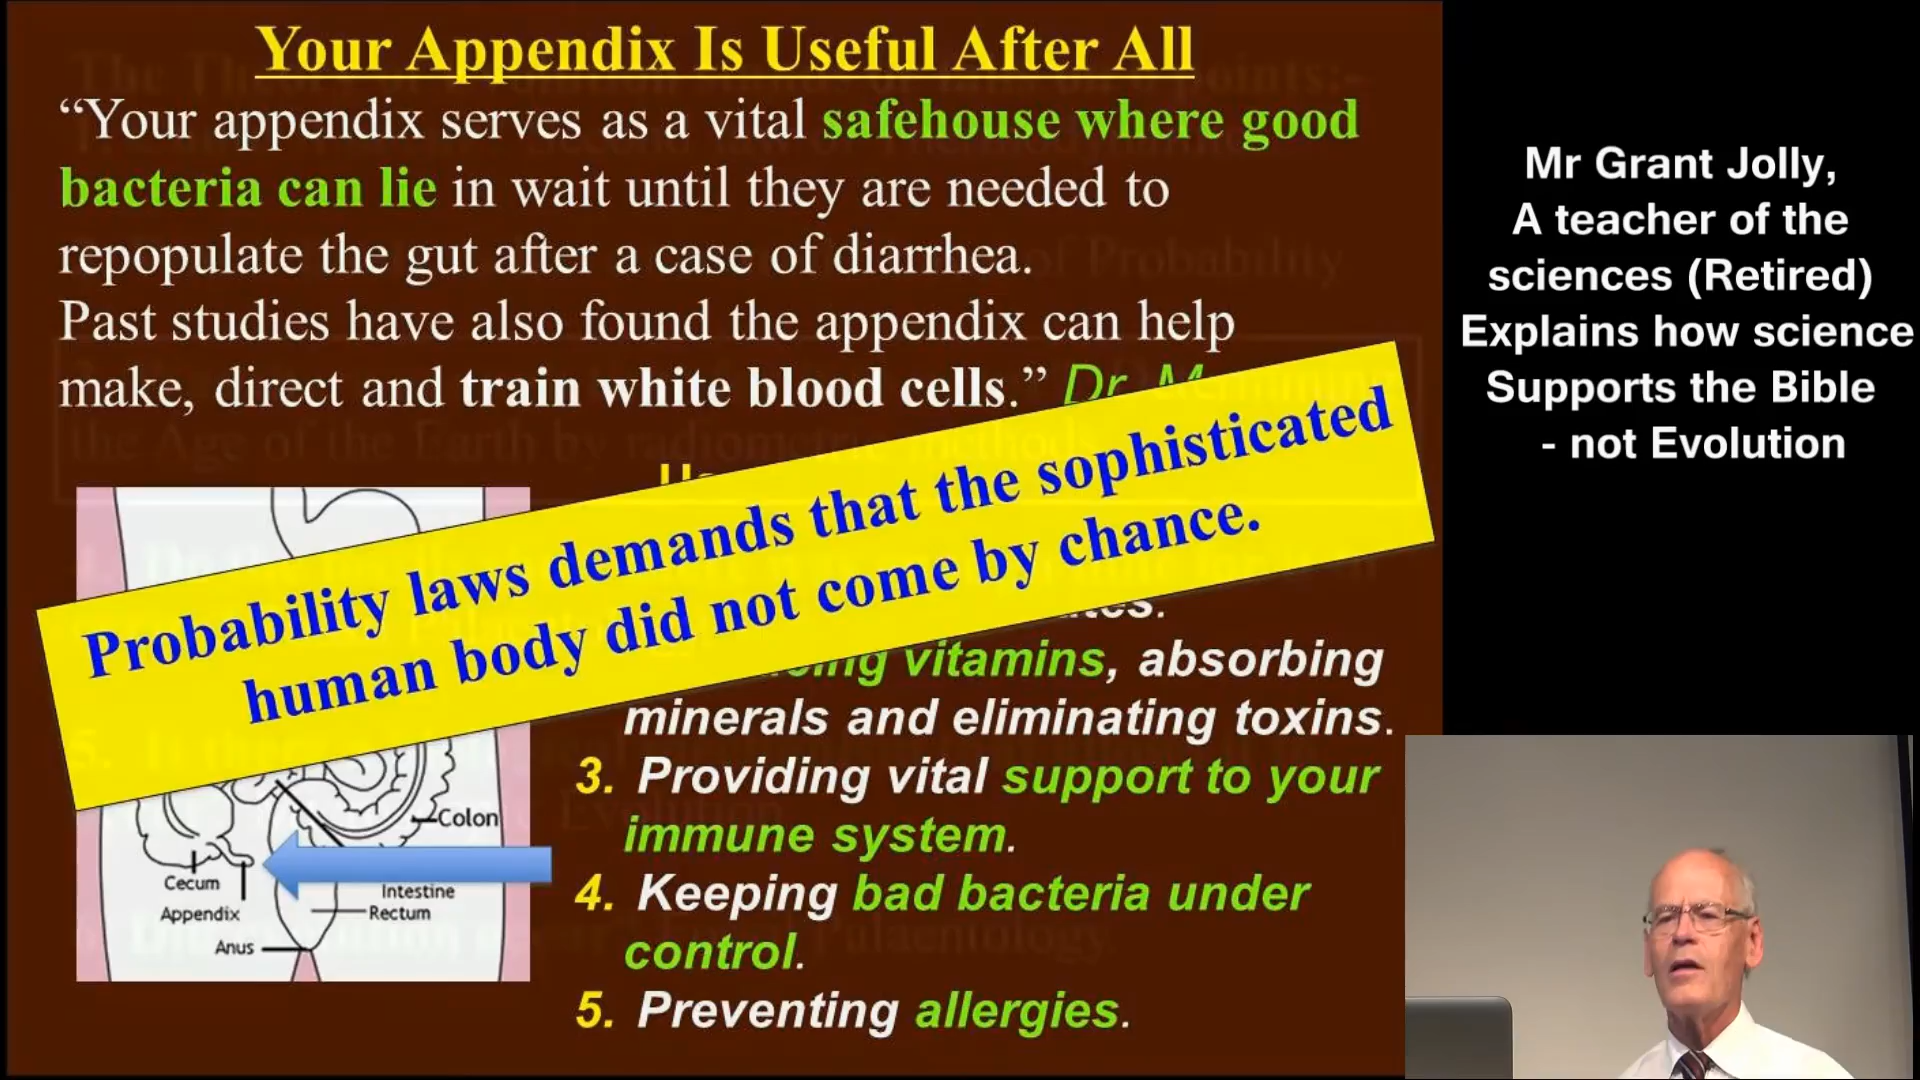 Your Appendix Is Useful After All
“Your appendix serves as a vital safehouse where good
bacteria can lie in wait until they are needed to
repopulate the gut after a case of diarrhea.
Past studies have also found the appendix can help
make, direct and train white blood cells.” Dr.
Probability laws demands that the sophisticated
human body did not come by chance.
vitamins, absorbing
minerals and eliminating toxins.
3. Providing vital support to your
immune system.
4. Keeping bad bacteria under
control.
5. Preventing allergies.
Colon
Cecum
Intestine
Appendix
Rectum
Anus
Mr Grant Jolly,
A teacher of the
sciences (Retired)
Explains how science
Supports the Bible
- not Evolution